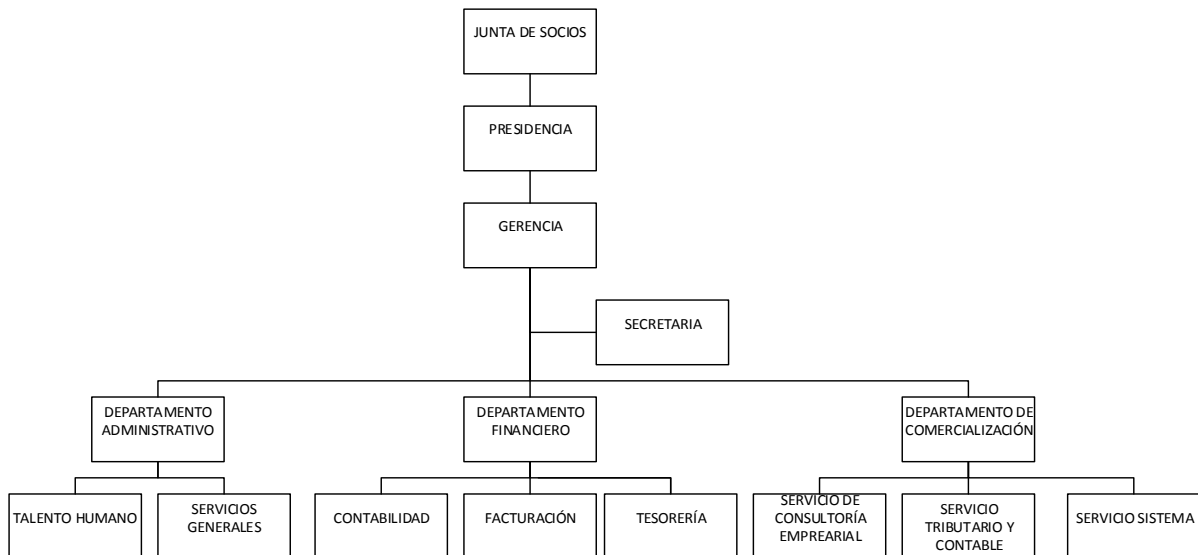 JUNTA DE SOCIOS
PRESIDENCIA
GERENCIA
SECRETARIA
DEPARTAMENTO
ADMINISTRATIVO
DEPARTAMENTO
FINANCIERO
DEPARTAMENTO DE
COMERCIALIZACIÓN
TALENTO HUMANO
SERVICIOS
GENERALES
CONTABILIDAD
FACTURACIÓN
TESORERÍA
SERVICIO DE
CONSULTORÍA
EMPREARIAL
SERVICIO
TRIBUTARIO Y
CONTABLE
SERVICIO SISTEMA